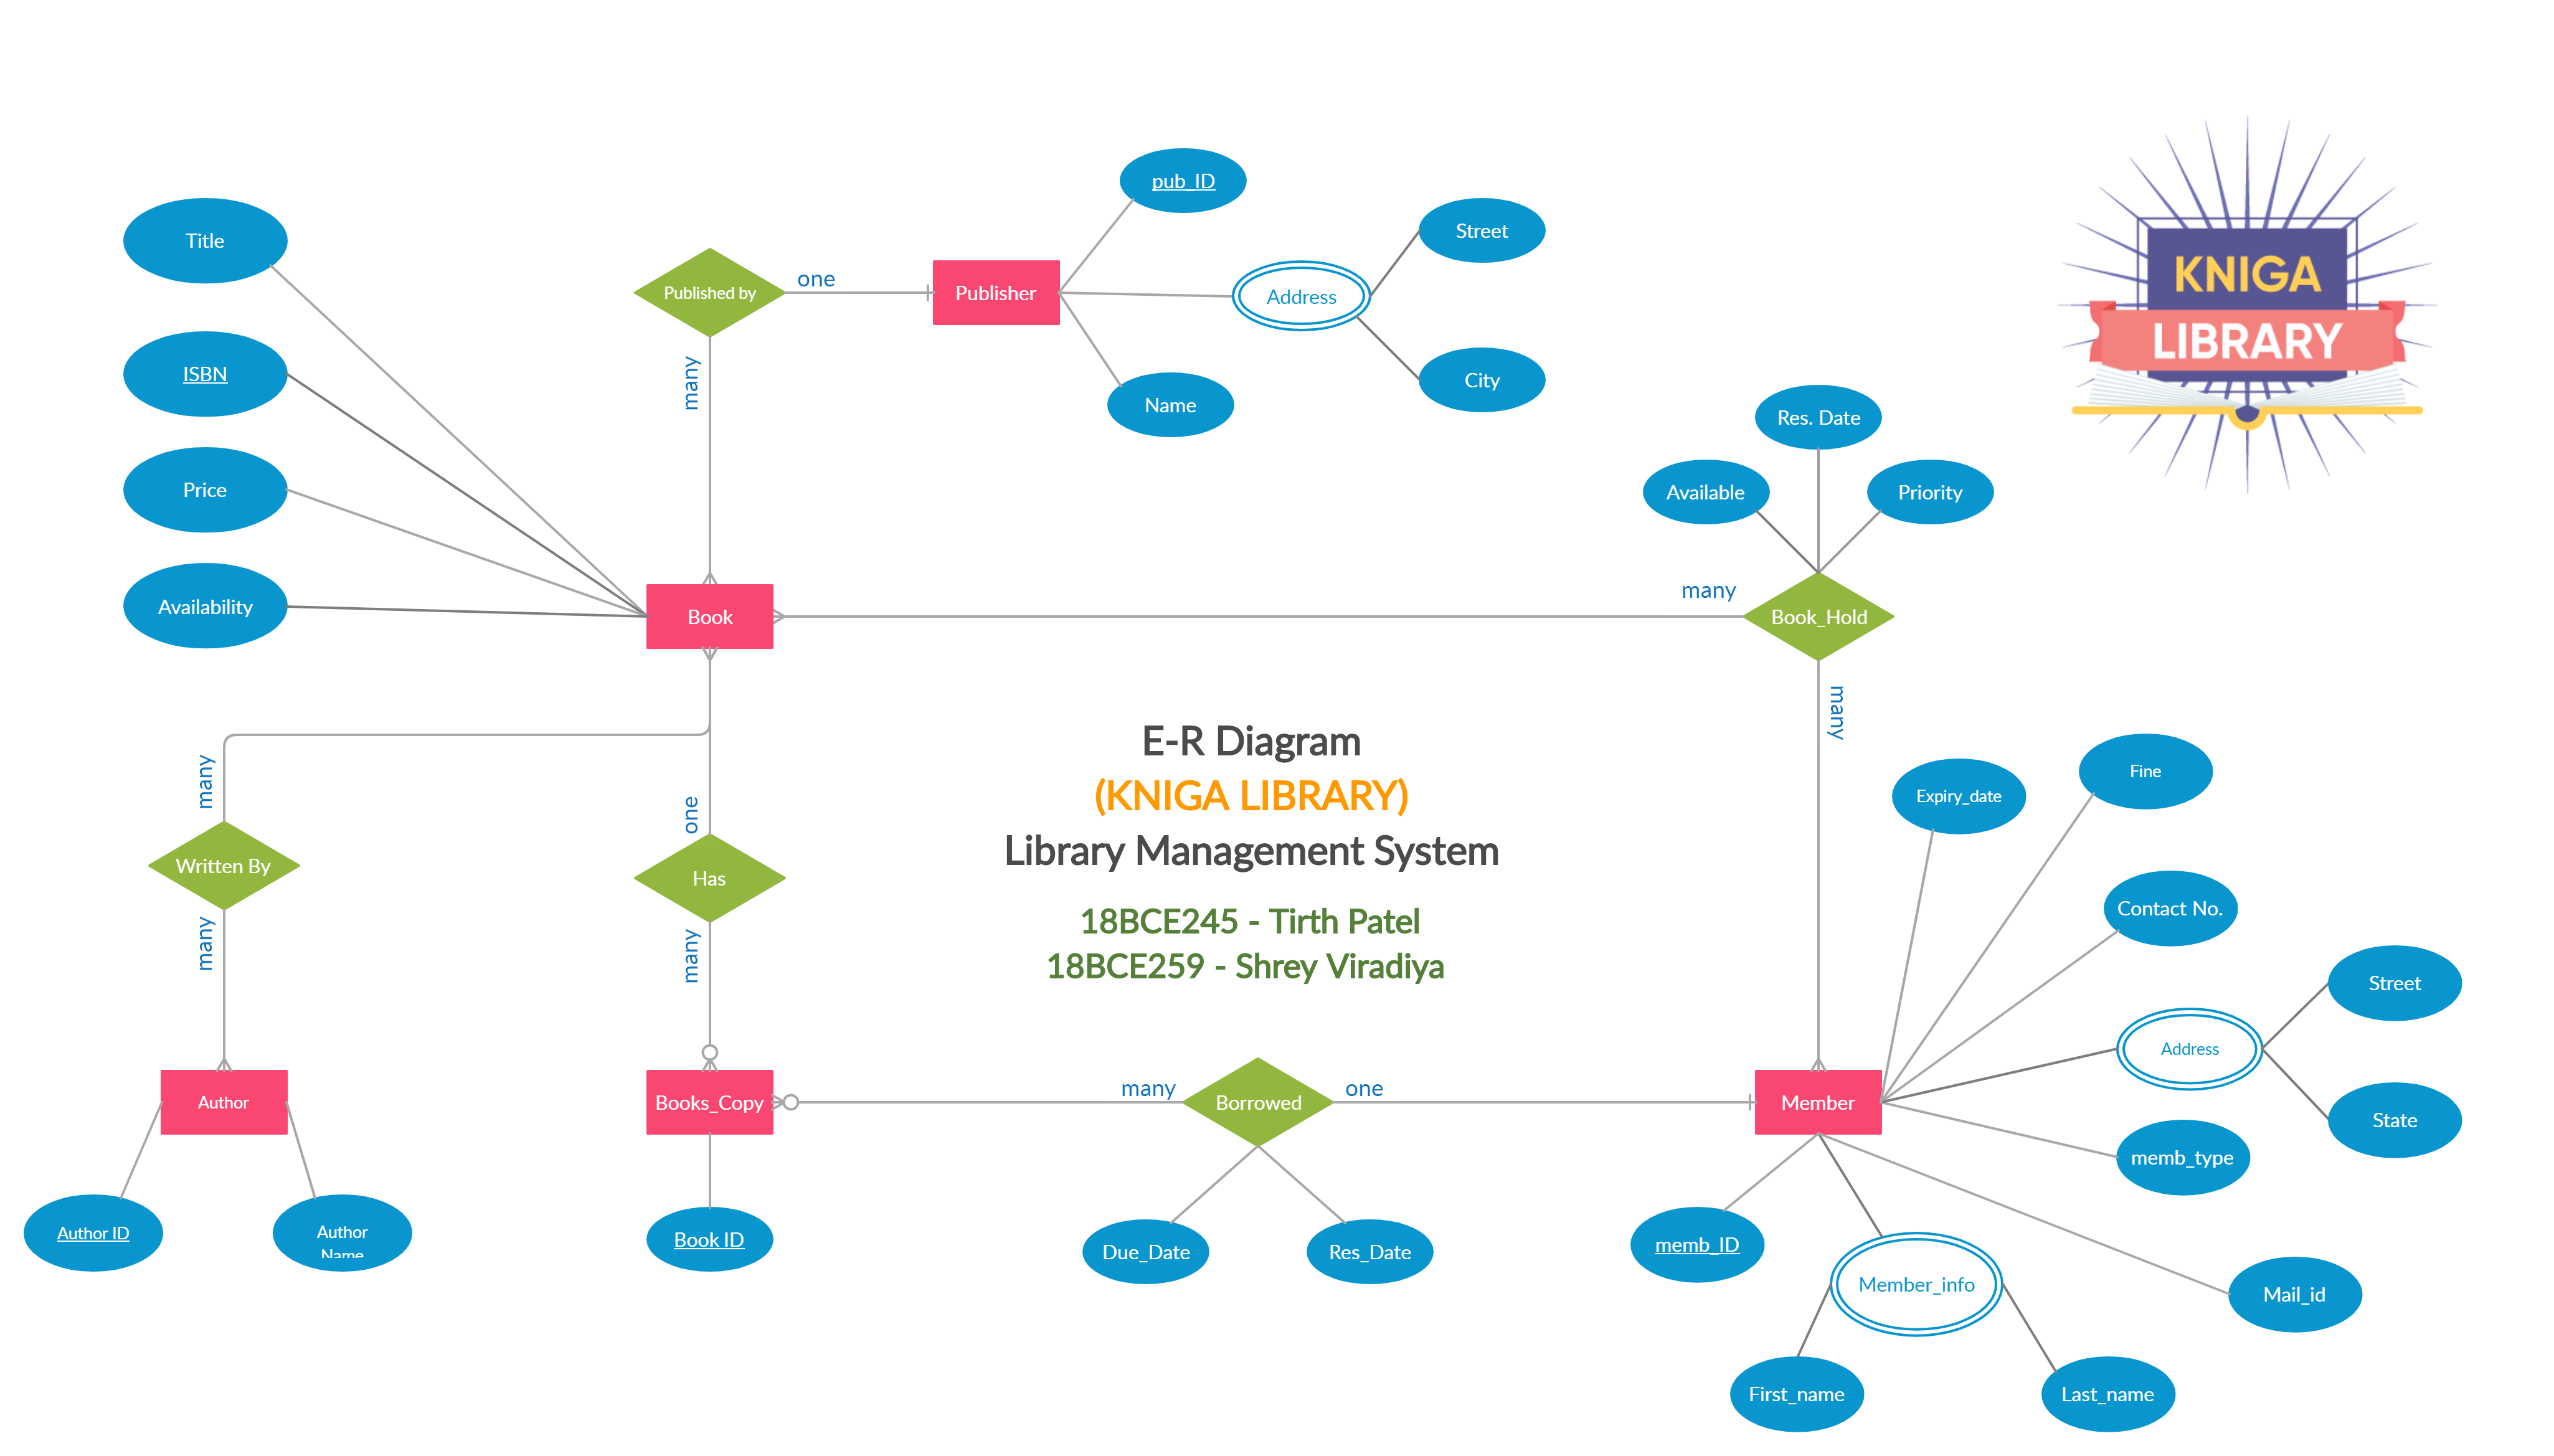 pub_ID
Title
Street
Published by
one
Publisher
Address
KNIGA
LIBRARY
ISBN
many
City
Name
Res. Date
Price
Available
Priority
Availability
Book
many
Book_Hold
many
E-R Diagram
(KNIGA LIBRARY)
Library Management System
18BCE245 - Tirth Patel
18BCE259 - Shrey Viradiya
many
Written By
many
one
Has
many
Expiry_date
Fine
Contact No.
Street
Address
State
Author
Books_Copy
many
Borrowed
one
Member
memb_type
Author ID
Author
Name
Book ID
Due_Date
Res_Date
memb_ID
Member_info
Mail_id
First_name
Last_name